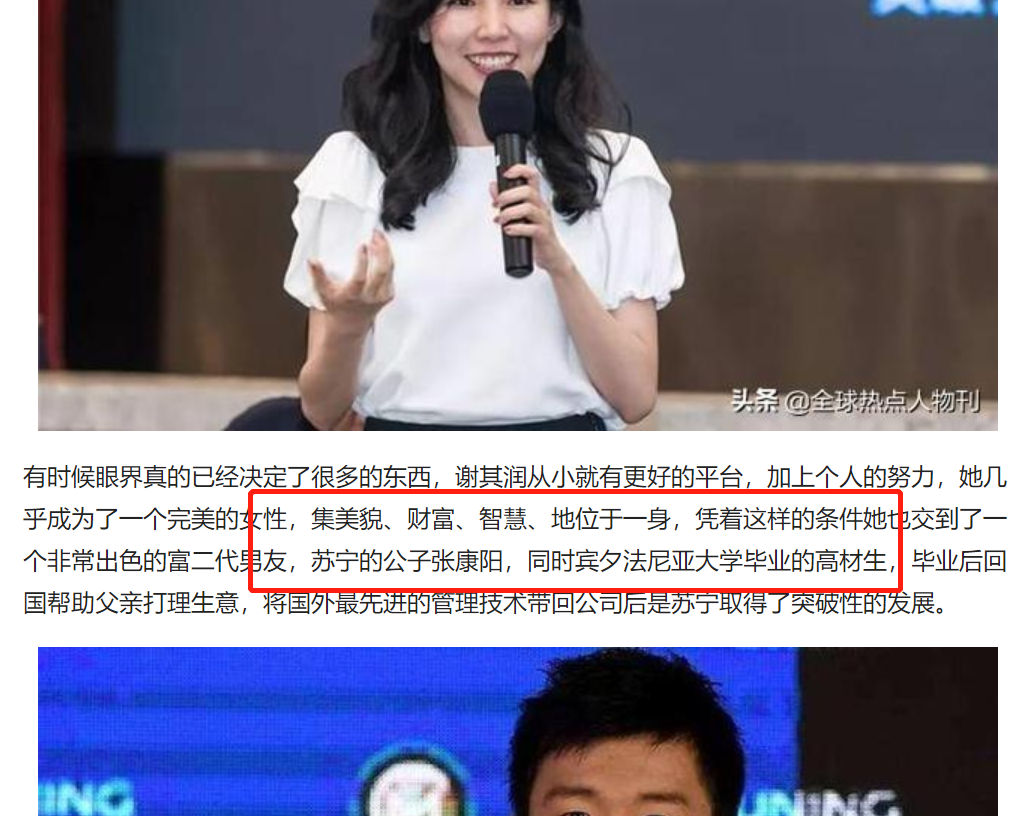 头条 @全球热点人物刊
有时候眼界真的已经决定了很多的东西，谢其润从小就有更好的平台，加上个人的努力，她几
乎成为了一个完美的女性，集美貌、财富、智慧、地位于一身，凭着这样的条件她也交到了一
个非常出色的富二代男友，苏宁的公子张康阳，同时宾夕法尼亚大学毕业的高材生，毕业后回
国帮助父亲打理生意，将国外最先进的管理技术带回公司后是苏宁取得了突破性的发展。
ING
UNING